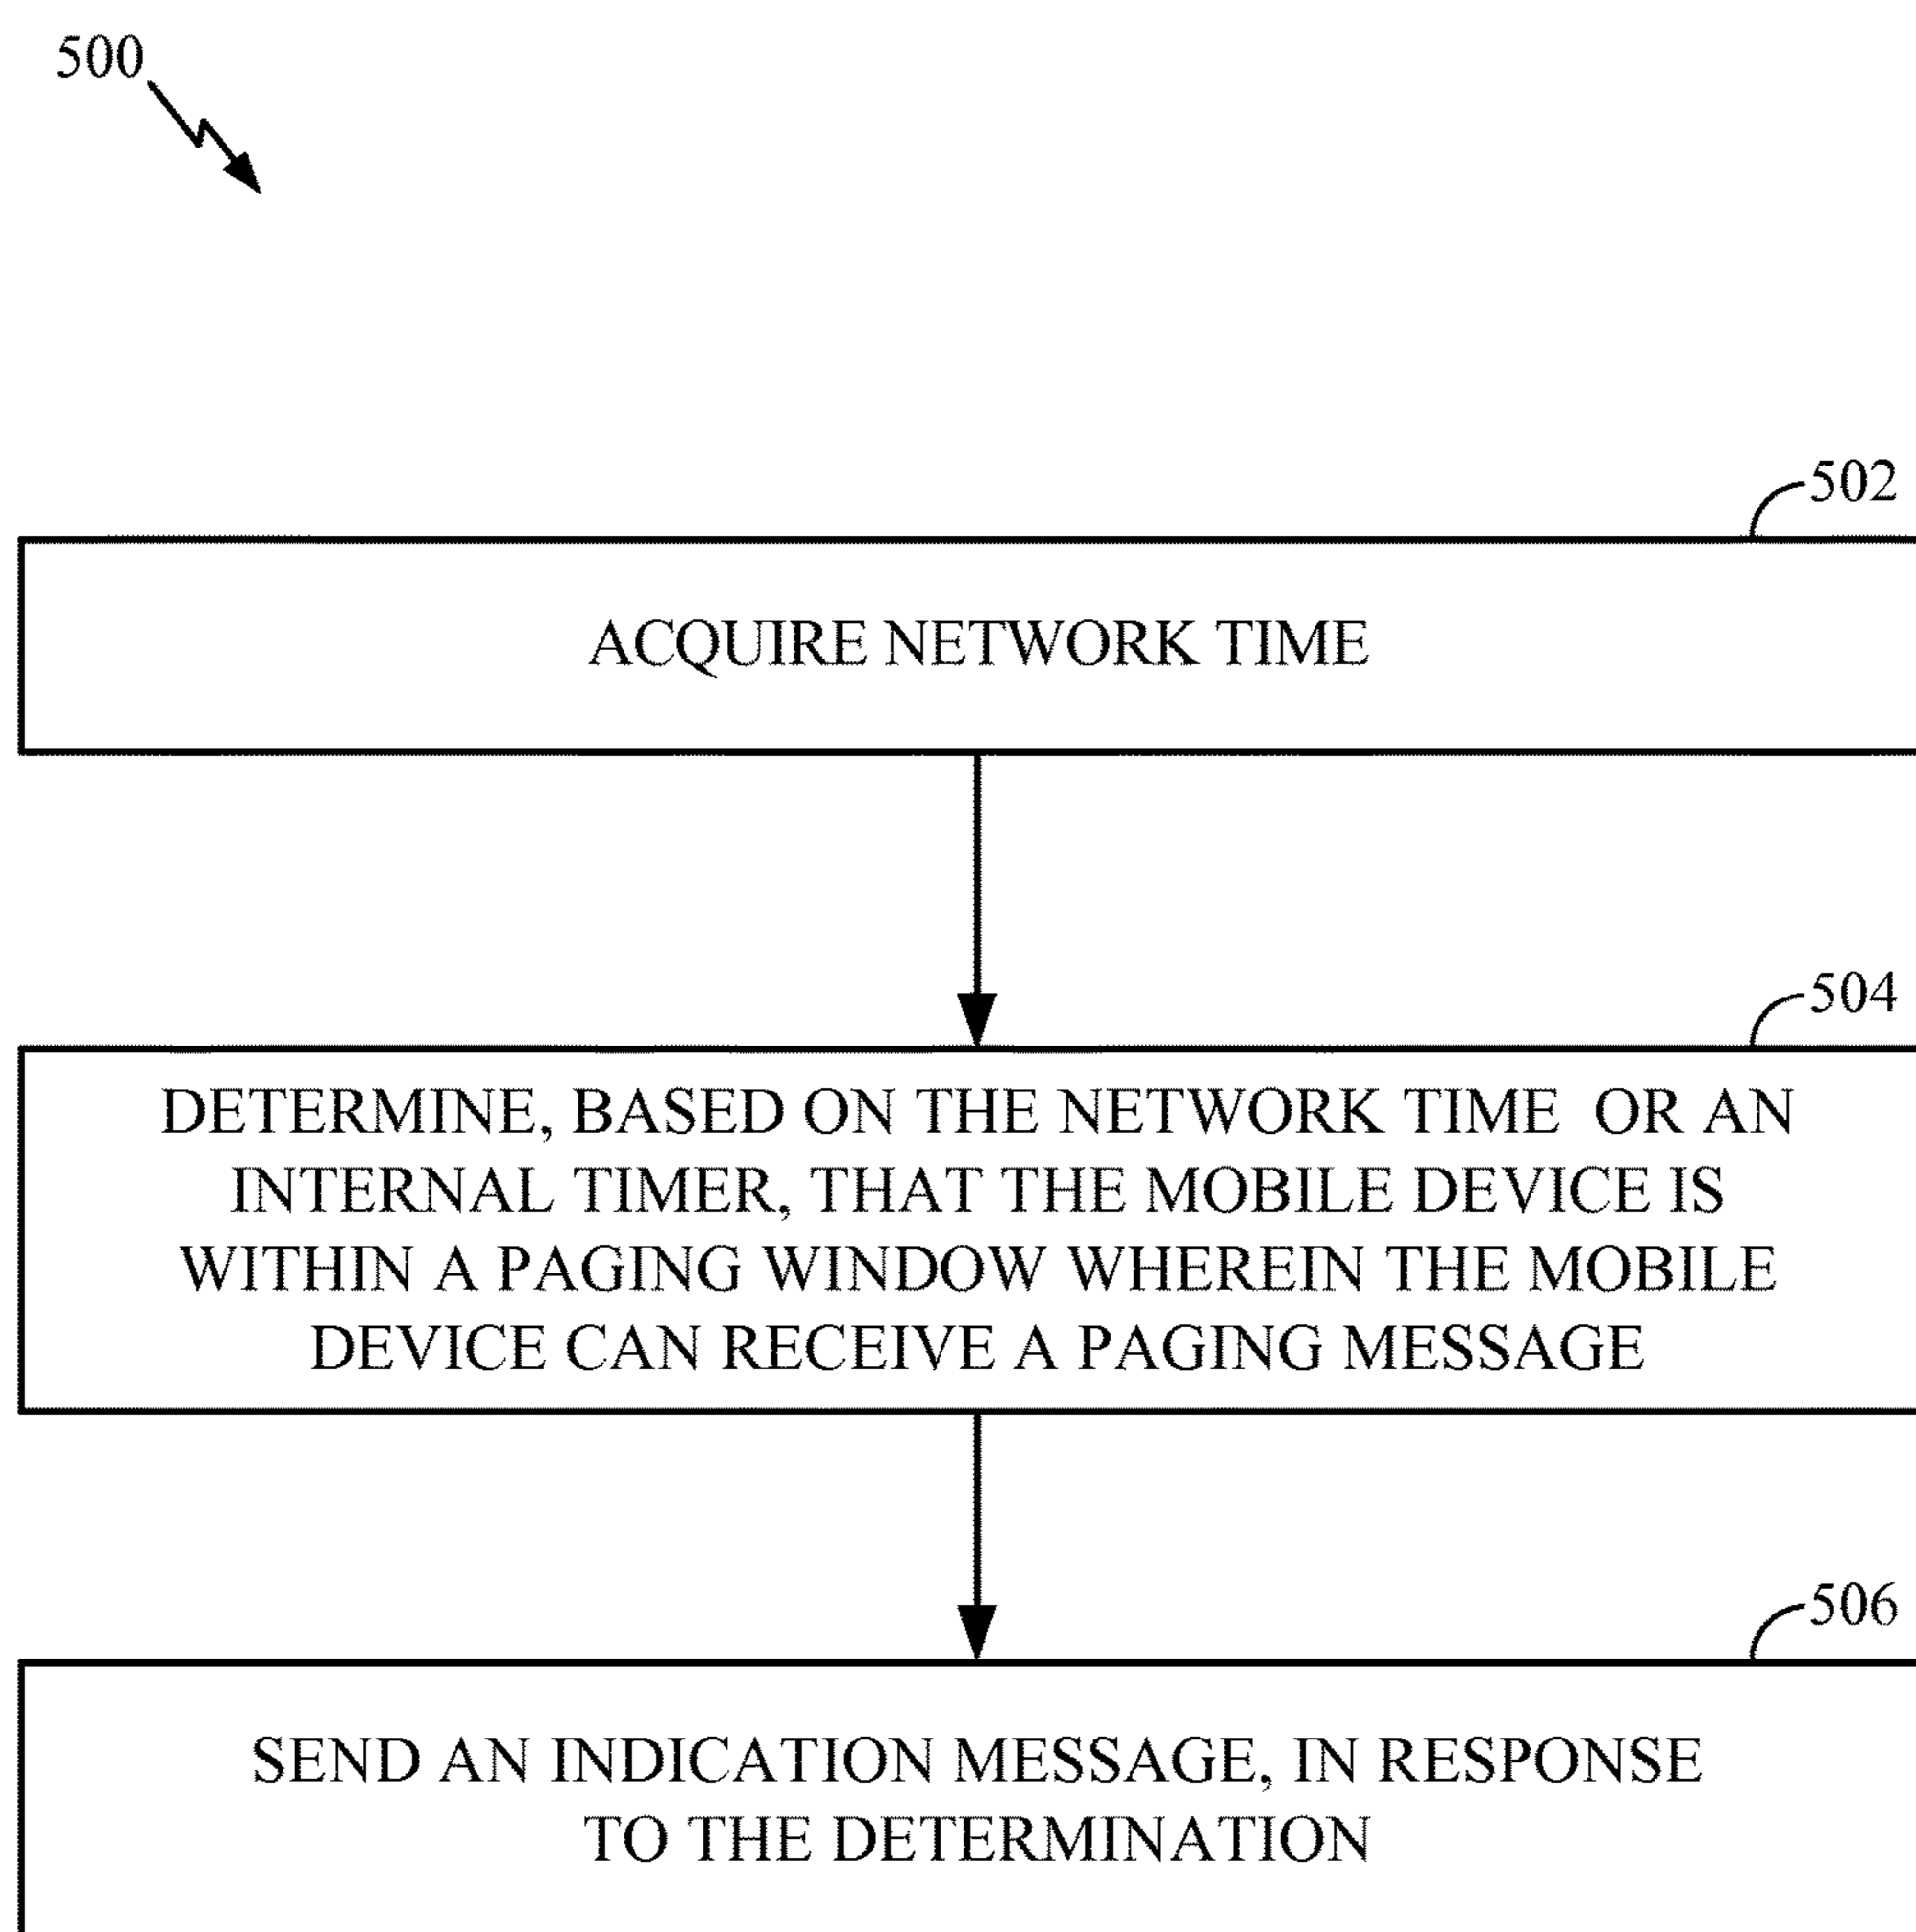 500
502
ACQUIRE NETWORK TIME
504
DETERMINE, BASED ON THE NETWORK TIME OR AN
INTERNAL TIMER, THAT THE MOBILE DEVICE IS
WITHIN A PAGING WINDOW WHEREIN THE MOBILE
DEVICE CAN RECEIVE A PAGING MESSAGE
506
SEND AN INDICATION MESSAGE, IN RESPONSE
TO THE DETERMINATION